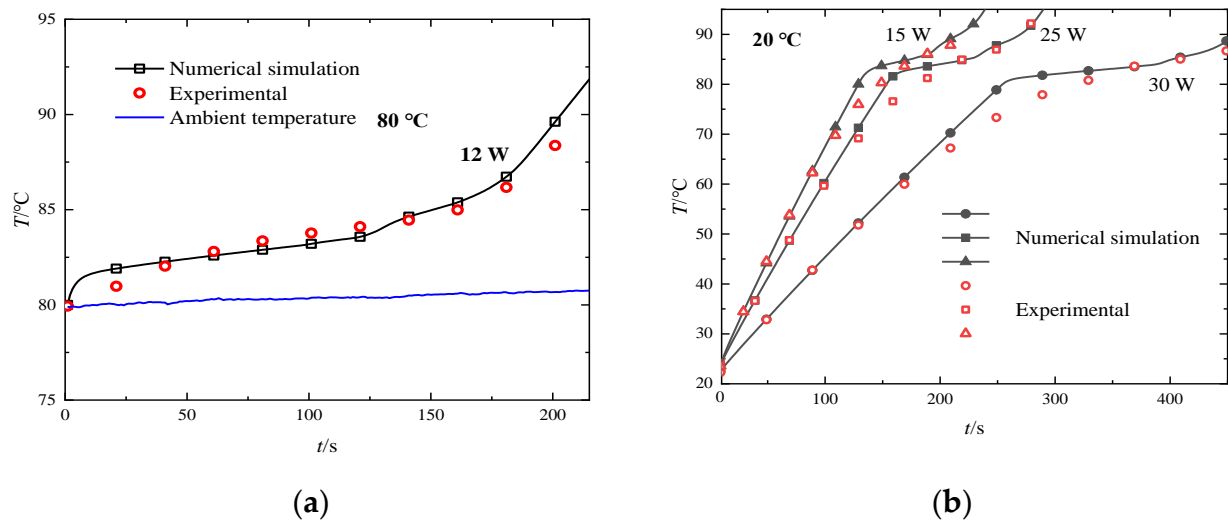 95
90
85
80
75
T/°C
Numerical simulation
Experimental
Ambient temperature
80 °C
12 W
0 50 100 150 200
t/s
(a)
90
80
70
60
50
40
30
20
T/°C
20 °C
15 W
25 W
30 W
Numerical simulation
Experimental
0 100 200 300 400
t/s
(b)